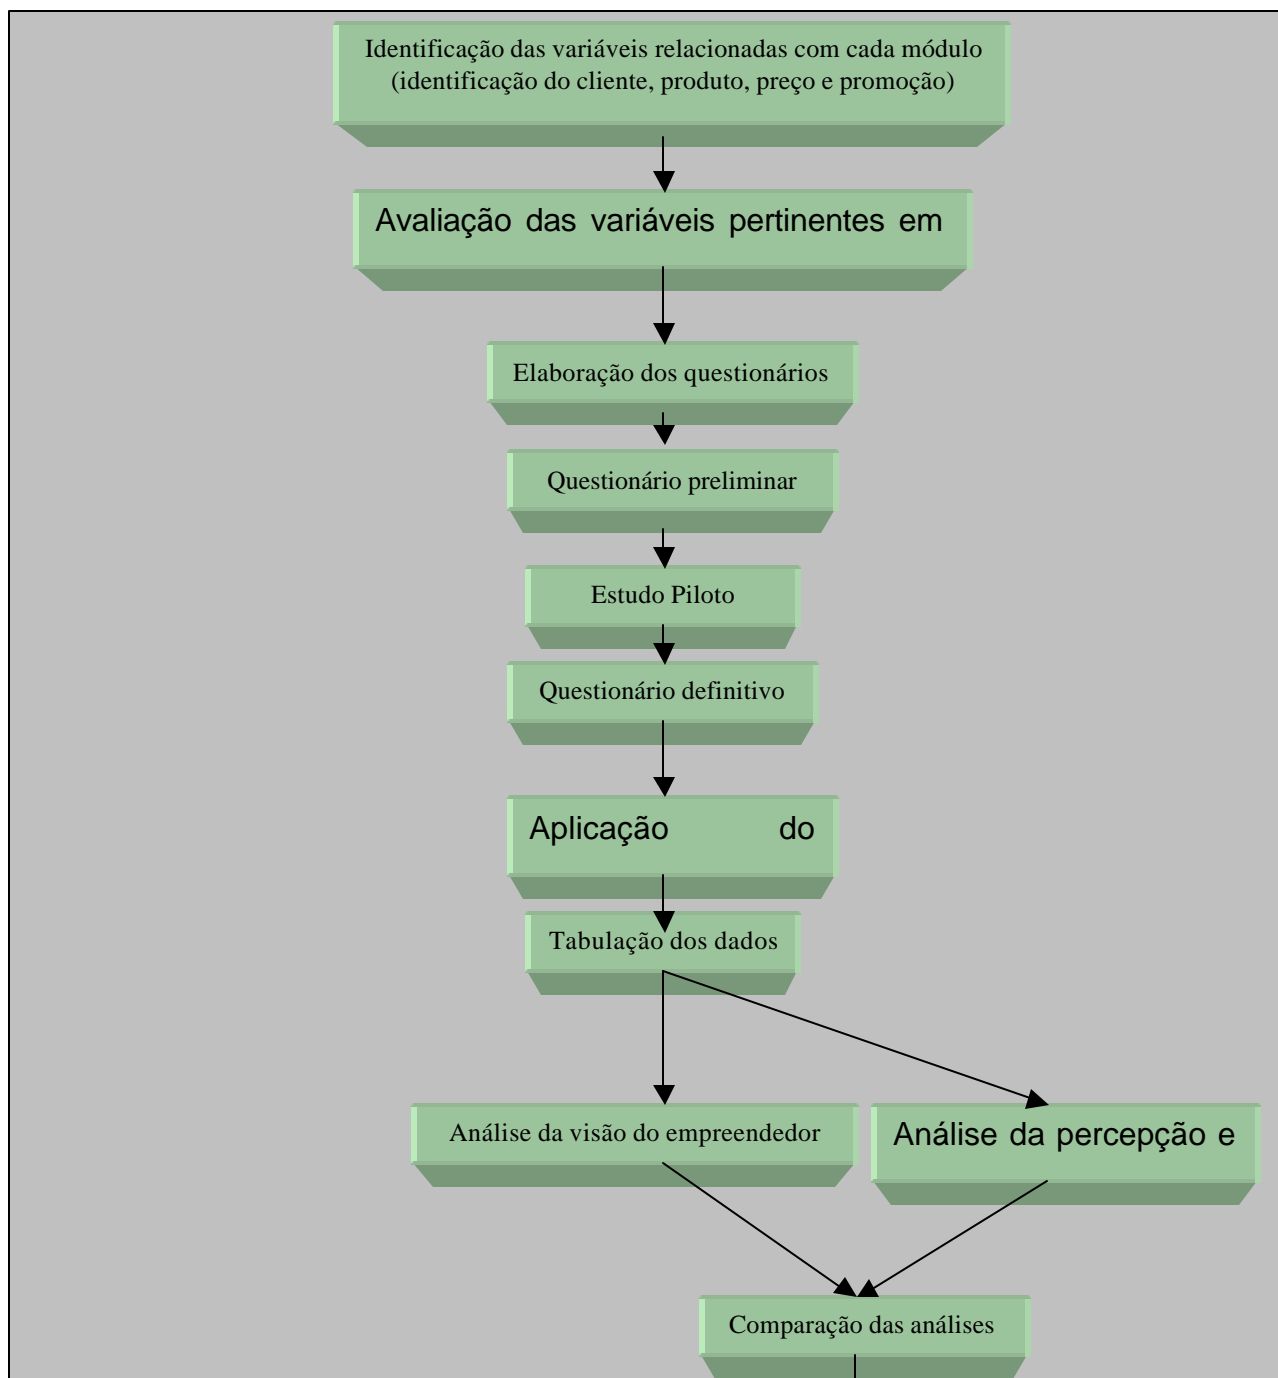 Identificação das variáveis relacionadas com cada módulo
(identificação do cliente, produto, preço e promoção)
Avaliação das variáveis pertinentes em
Elaboração dos questionários
Questionário preliminar
Estudo Piloto
Questionário definitivo
Aplicação do
Tabulação dos dados
Análise da visão do empreendedor
Análise da percepção e
Comparação das análises